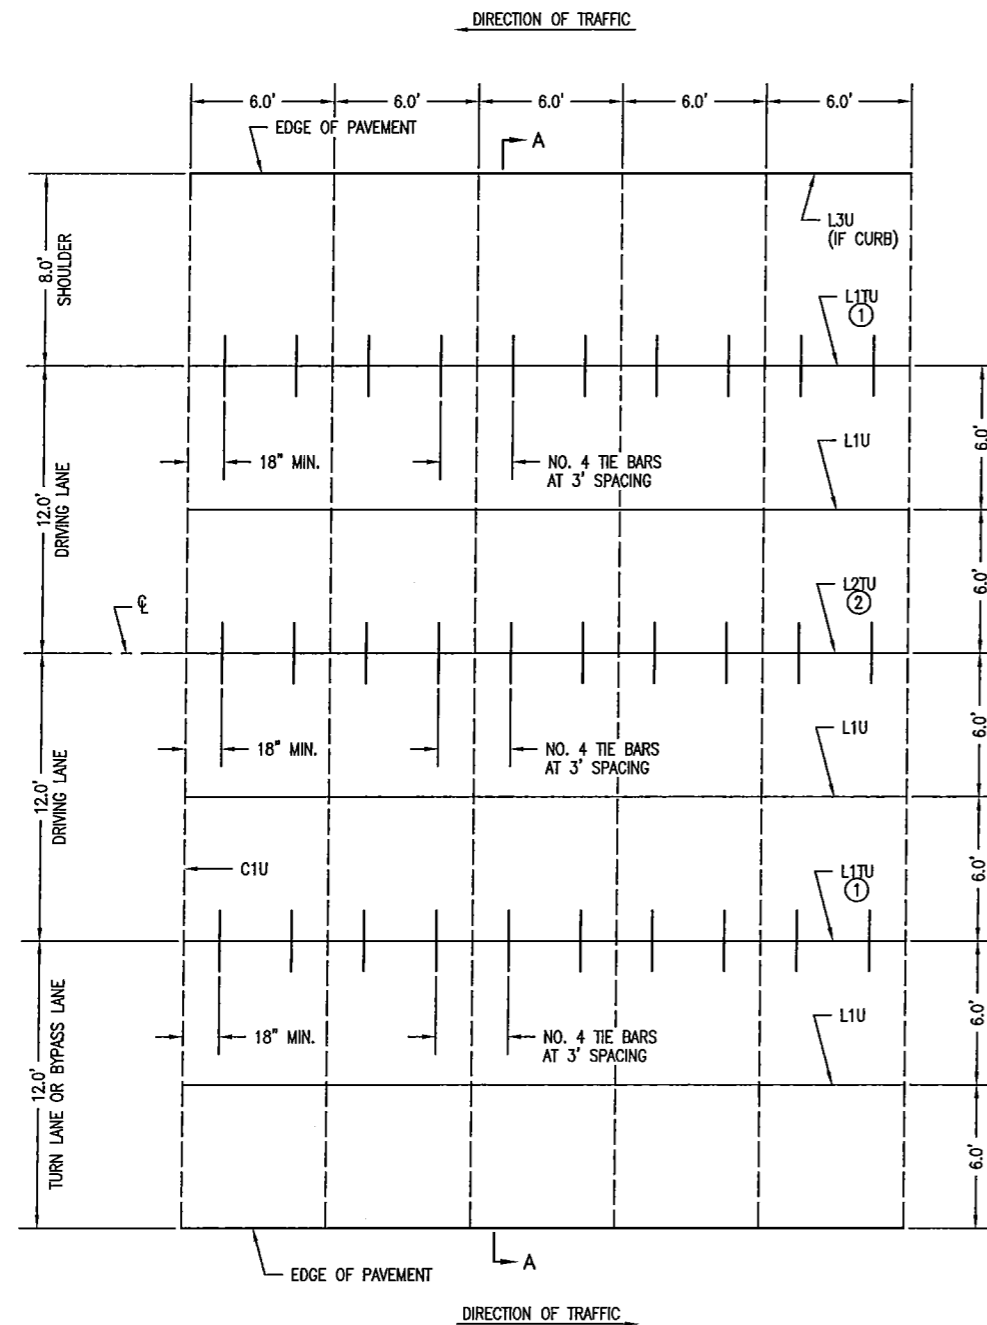 DIRECTION OF TRAFFIC
6.0' 6.0' 6.0' 6.0' 6.0'
EDGE OF PAVEMENT
A
L3U
(IF CURB)
8.0'
SHOULDER
L1TU
1
18" MIN.
NO. 4 TIE BARS
AT 3' SPACING
L1U
6.0'
12.0'
DRIVING LANE
6.0'
℄
L2TU
2
18" MIN.
NO. 4 TIE BARS
AT 3' SPACING
L1U
6.0'
12.0'
DRIVING LANE
C1U
6.0'
L1TU
1
18" MIN.
NO. 4 TIE BARS
AT 3' SPACING
L1U
6.0'
12.0'
TURN LANE OR BYPASS LANE
6.0'
A
EDGE OF PAVEMENT
DIRECTION OF TRAFFIC